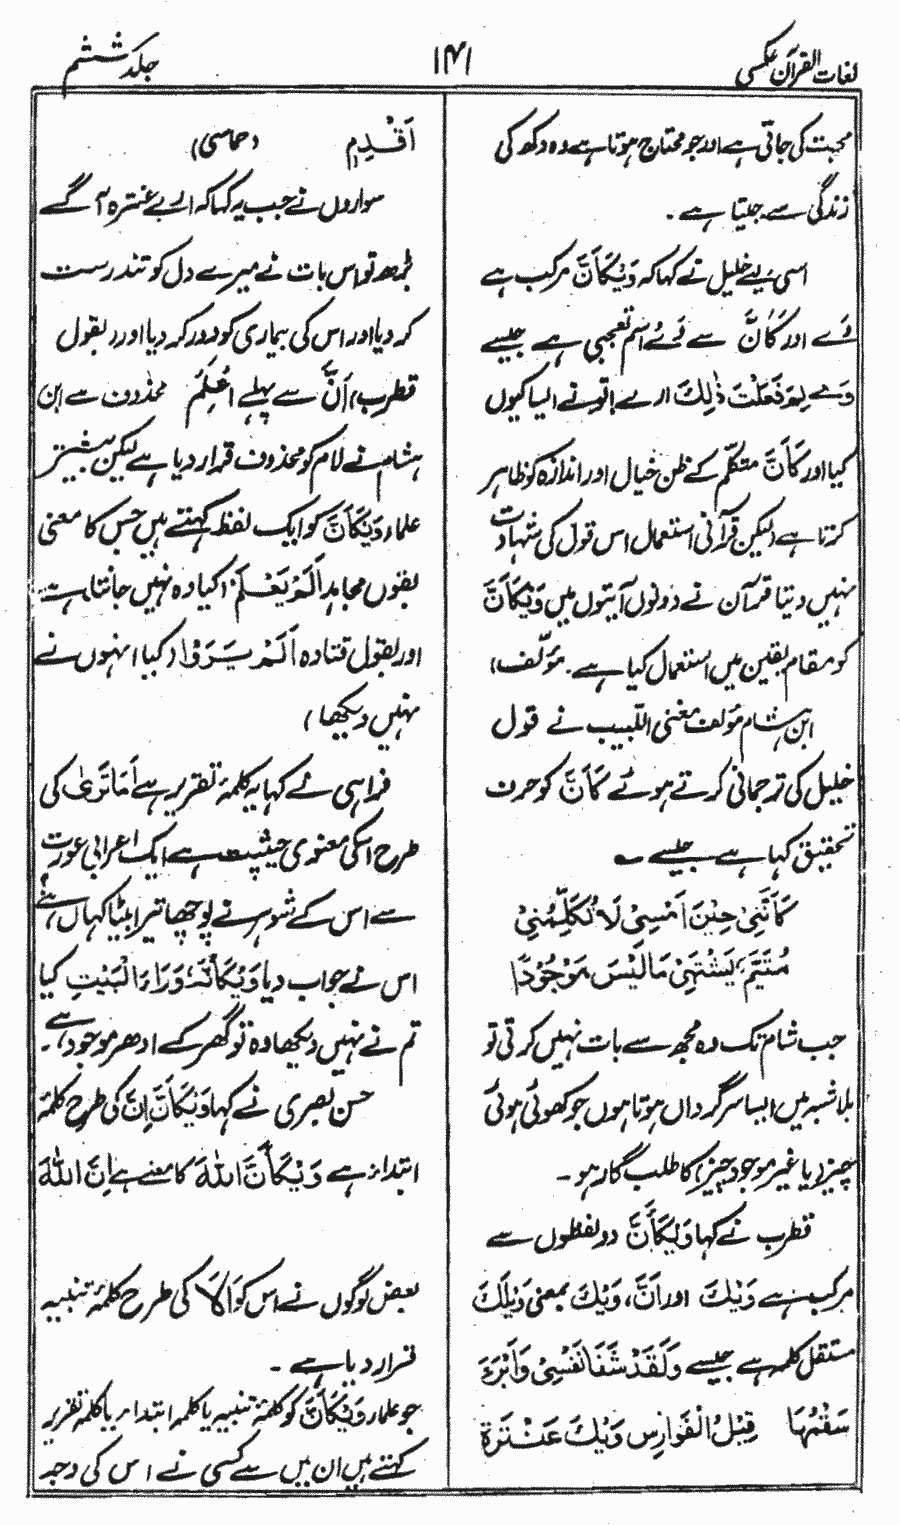 لغات القرآن عکسی
۱۴۱
جلد ششم
محبت کی جاتی ہے اور جو محتاج ہوتا ہے وہ دکھ کی
زندگی سے جیتا ہے۔
اسی لیے خلیل نے کہا کہ وَیْکَاَنَّ مرکب ہے
وَے اور کَاَنَّ سے وَے اسم تعجبی ہے جیسے
وَے لِمَ فَعَلْتَ ذٰلِکَ ارے اتو نے ایسا کیوں
کیا اور کَاَنَّ متکلم کے ظن خیال اور اندازہ کو ظاہر
کرتا ہے لیکن قرآنی استعمال اس قول کی شہادت
نہیں دیتا قرآن نے دونوں آیتوں میں وَیْکَاَنَّ
کو مقام یقین میں استعمال کیا ہے۔ مؤلف)
ابن ہشام مؤلف مغنی اللبیب نے قول
خلیل کی ترجمانی کرتے ہوئے کَاَنَّ کو حرف
تحقیق کہا ہے جیسے
کَاَنَّنِیْ حِیْنَ اَمْسِیْ لَا تُکَلِّمُنِیْ
مُتَیَّمٌ یَشْتَهِیْ مَا لَیْسَ مَوْجُوْدًا
جب شام تک وہ مجھ سے بات نہیں کرتی تو
بلاشبہ میں ایسا سرگرداں ہوتا ہوں جو کھوئی ہوئی
چیز (یا غیر موجود چیز) کا طلب گار ہو۔
قطرب نے کہا وَیْکَاَنَّ دو لفظوں سے
مرکب ہے وَیْكَ اور اَنَّ، وَیْكَ بمعنی وَیْلَكَ
مستقل کلمہ ہے جیسے وَلَقَدْ شَفَا نَفْسِیْ وَاَبْرَءَ
سَقْمَهَا قِیْلُ الْفَوَارِسِ وَیْكَ عَنْتَرَةُ
اَقْدِمِ (حماسی)
سواروں نے جب یہ کہا کہ ارے بے عنترہ آگے
بڑھ تو اس بات نے میرے دل کو تندرست
کر دیا اور اس کی بیماری کو دور کر دیا اور (بقول
قطرب) اَنَّ سے پہلے اَعْلَمُ محذوف ہے ابن
ہشام نے لام کو محذوف قرار دیا ہے لیکن بیشتر
علماء وَیْکَاَنَّ کو ایک لفظ کہتے ہیں جس کا معنی
بقول مجاہد اَلَمْ یَعْلَمْ؟ (کیا وہ نہیں جانتا) ہے
اور بقول قتادہ اَلَمْ یَرَوْا (کیا انہوں نے
نہیں دیکھا)
فراہی نے کہا یہ کلمۂ تقریر ہے اَمَا تَرَیٰ کی
طرح اسکی معنوی حیثیت ہے ایک اعرابی عورت
سے اس کے شوہر نے پوچھا تیرا بیٹا کہاں ہے؟
اس نے جواب دیا وَیْکَاَنَّهٗ وَرَاءَ الْبَیْتِ کیا
تم نے نہیں دیکھا وہ تو گھر کے ادھر موجود ہے۔
حسن بصری نے کہا وَیْکَاَنَّ اِنَّ کی طرح کلمۂ
ابتداء ہے وَیْکَاَنَّ اللّٰهَ کا معنے ہے اِنَّ اللّٰهَ
بعض لوگوں نے اس کو اَلَا کی طرح کلمۂ تنبیہ
قرار دیا ہے۔
جو علماء وَیْکَاَنَّ کو کلمۂ تنبیہ یا کلمہ ابتداء یا کلمہ تقریر
کہتے ہیں ان میں سے کسی نے اس کی وجہ